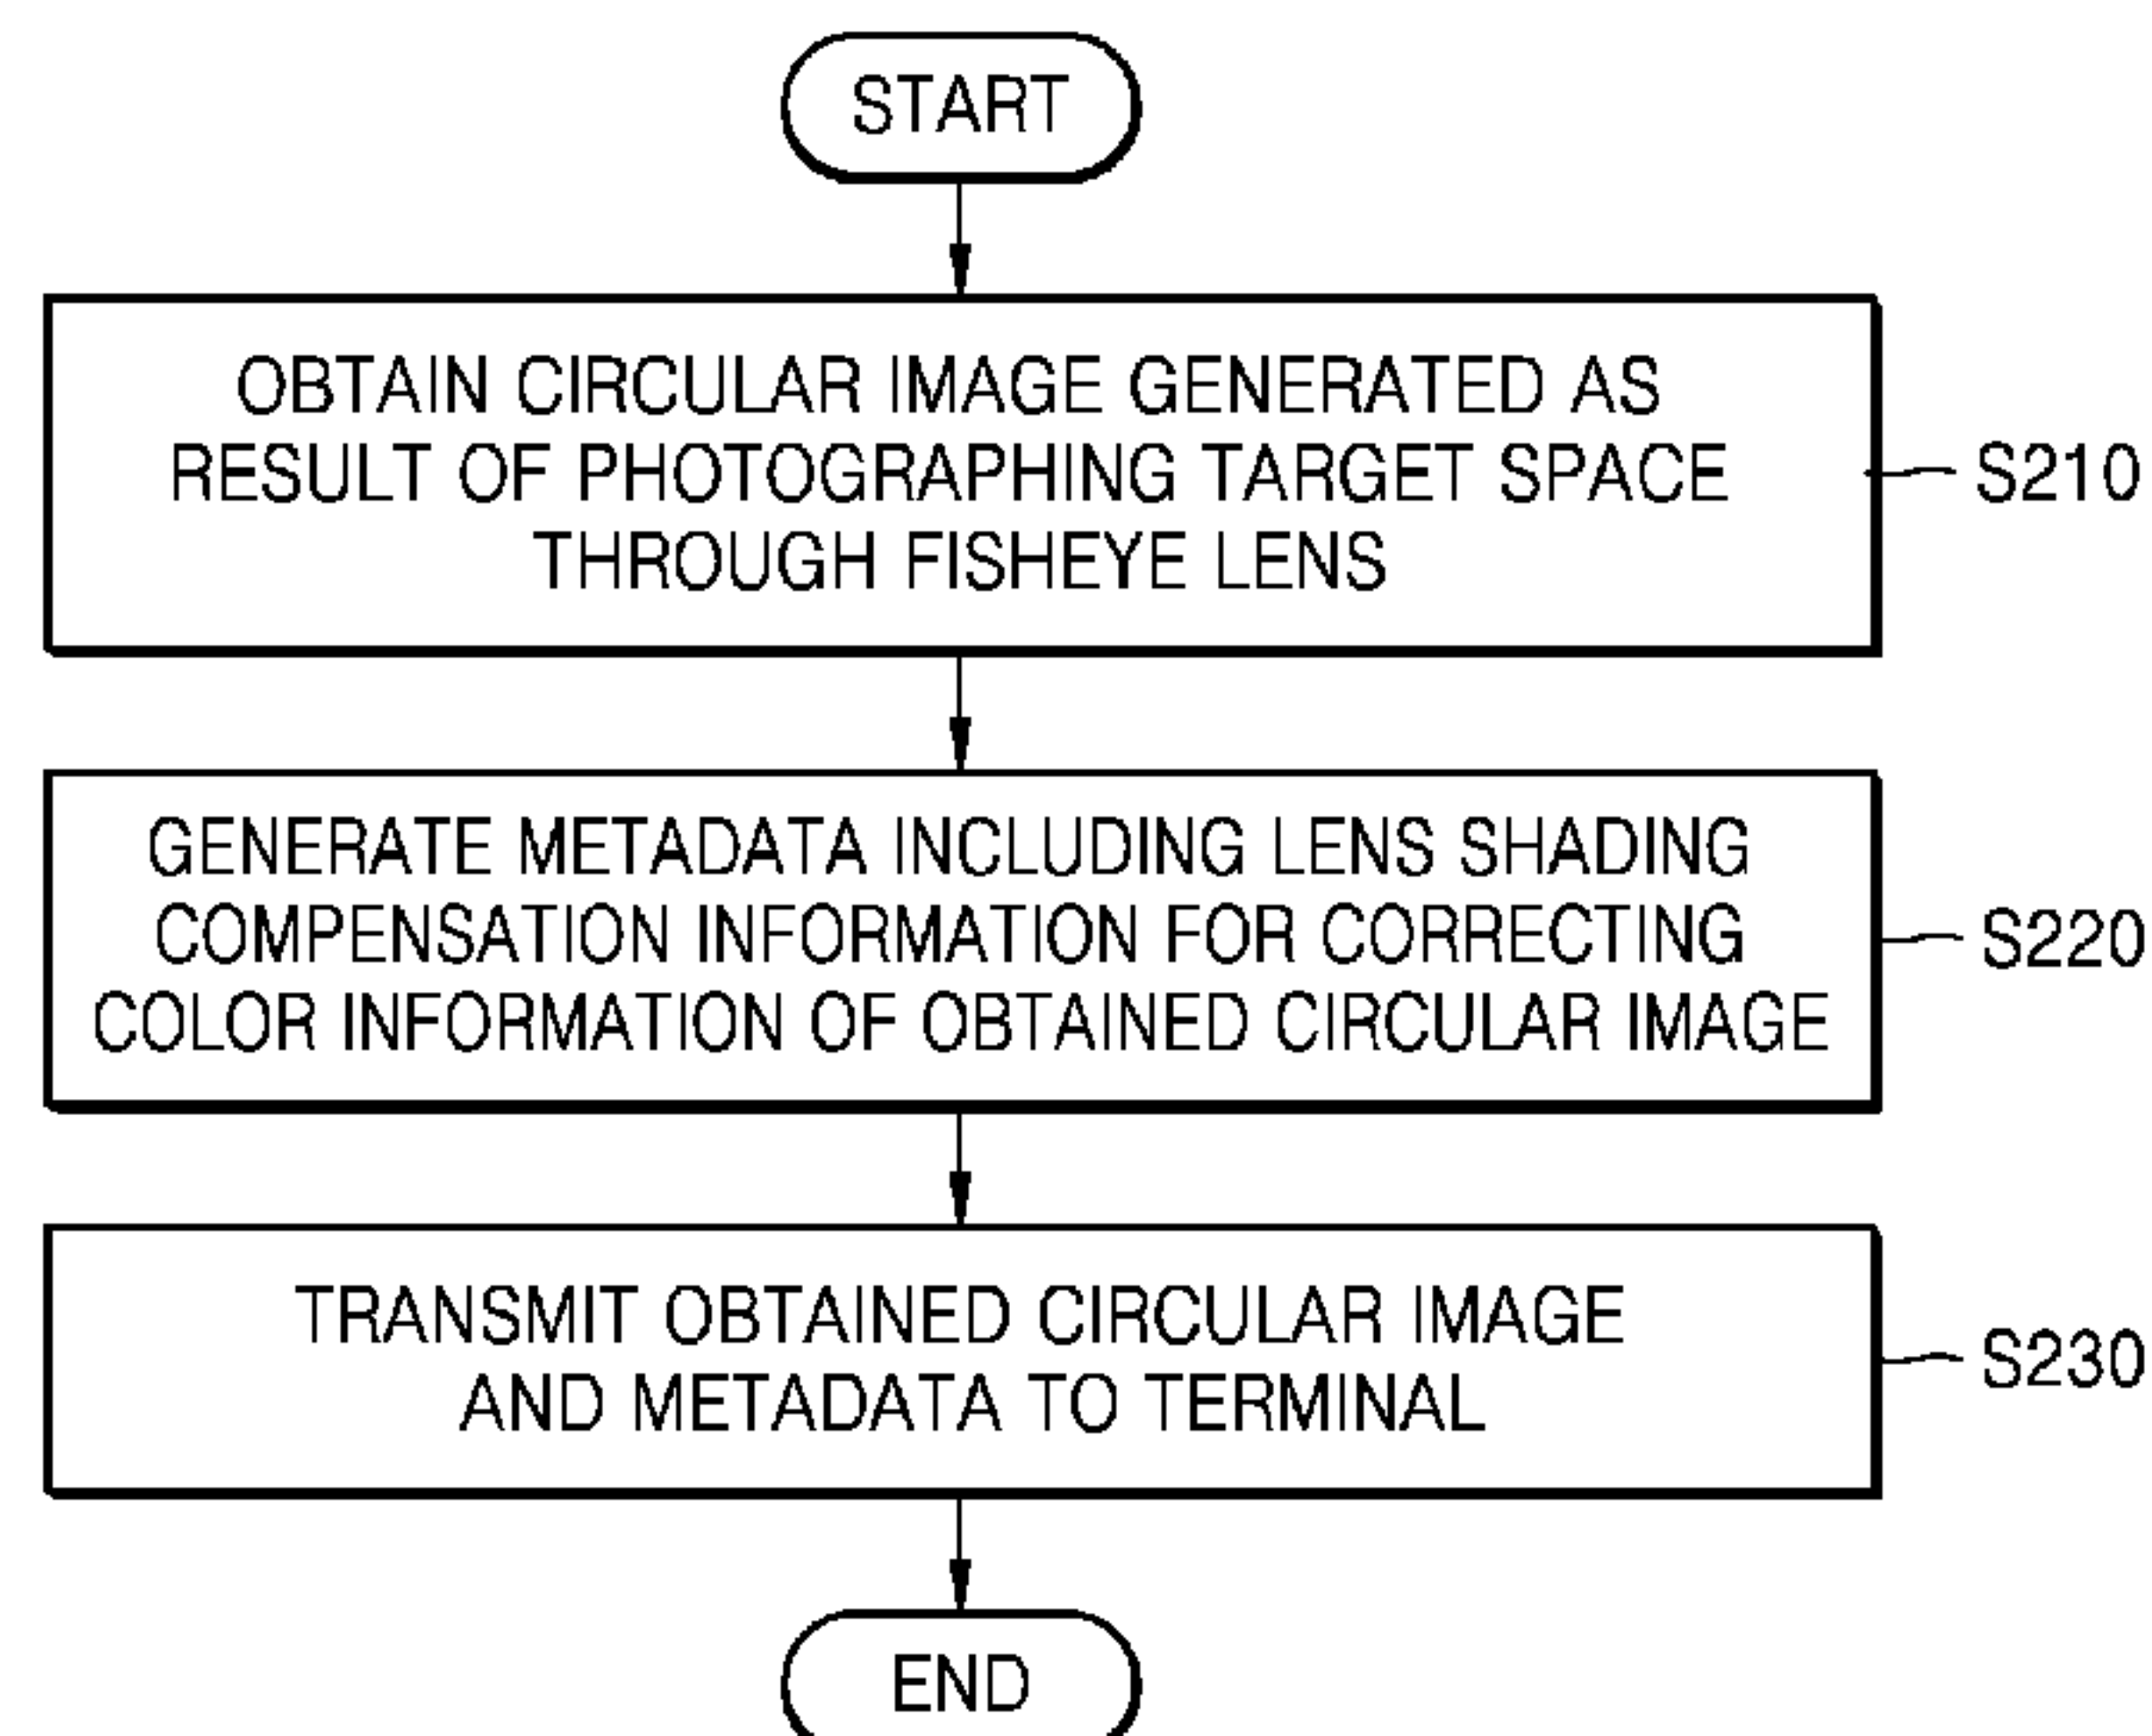 START
OBTAIN CIRCULAR IMAGE GENERATED AS
RESULT OF PHOTOGRAPHING TARGET SPACE
THROUGH FISHEYE LENS
S210
GENERATE METADATA INCLUDING LENS SHADING
COMPENSATION INFORMATION FOR CORRECTING
COLOR INFORMATION OF OBTAINED CIRCULAR IMAGE
S220
TRANSMIT OBTAINED CIRCULAR IMAGE
AND METADATA TO TERMINAL
S230
END